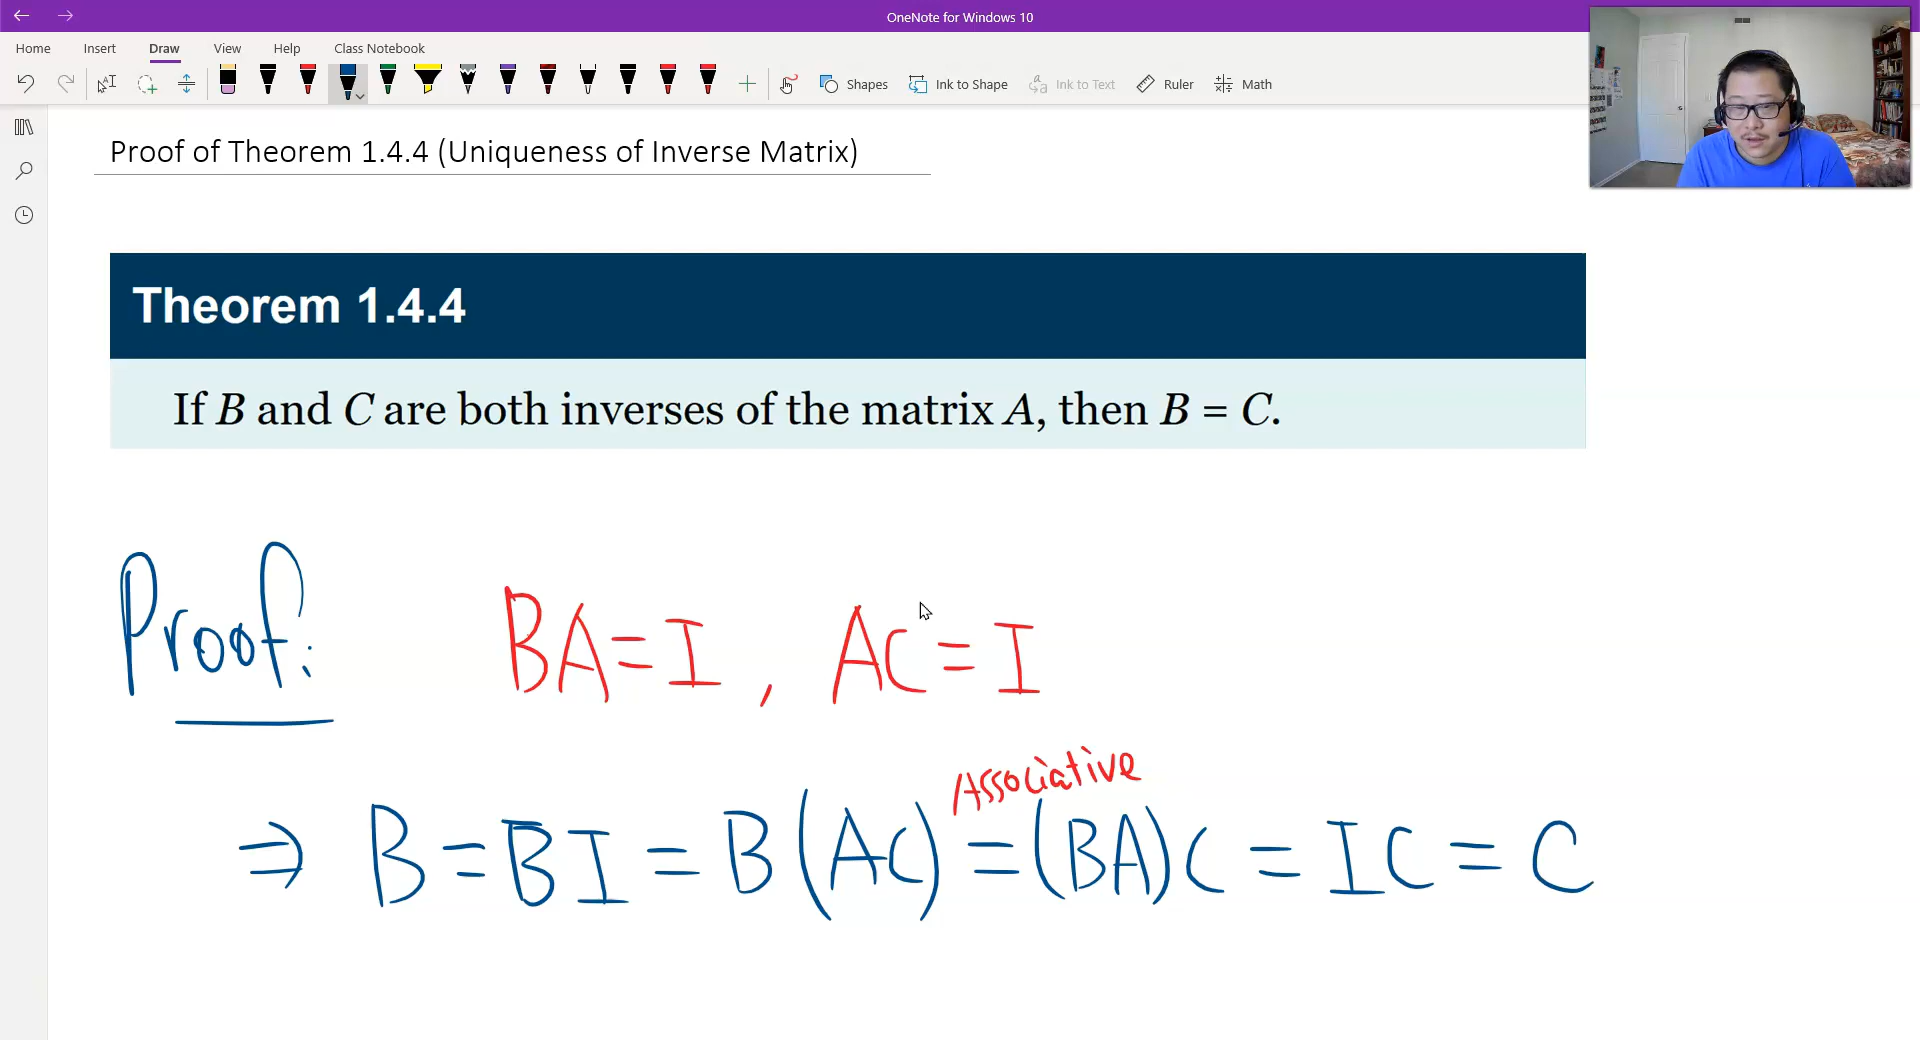 OneNote for Windows 10
Home Insert Draw View Help Class Notebook
Shapes Ink to Shape Ink to Text Ruler Math
Proof of Theorem 1.4.4 (Uniqueness of Inverse Matrix)
Theorem 1.4.4
If B and C are both inverses of the matrix A, then B = C.
Proof: BA = I , AC = I
Associative
⇒ B = BI = B(AC) = (BA)C = IC = C